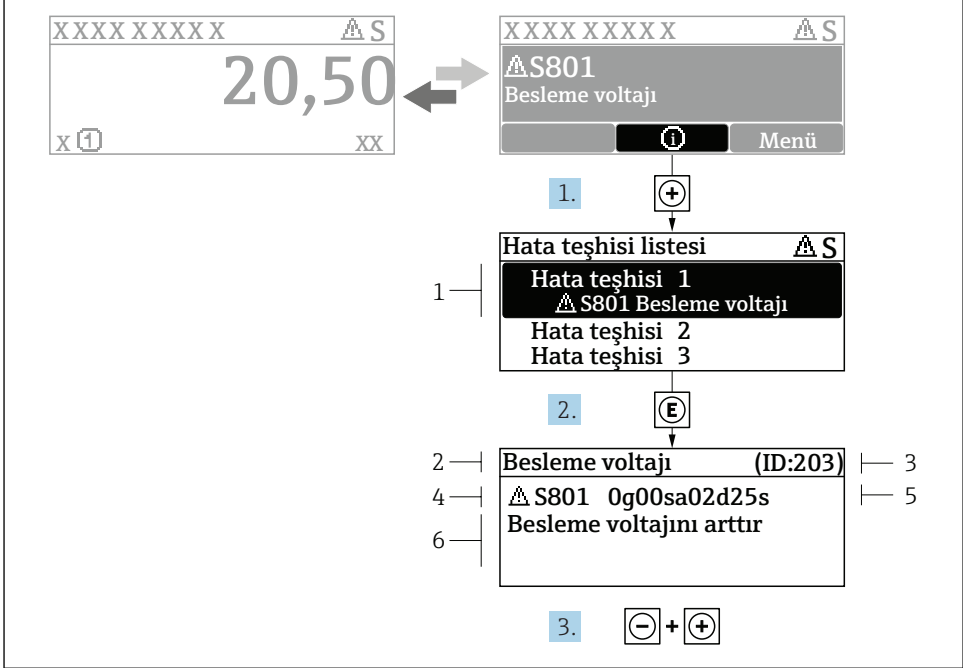 XXXX XXXXX S
20,50
X 1 XX
XXXX XXXXX S
S801
Besleme voltajı
i Menü
1. +
Hata teşhisi listesi S
1
Hata teşhisi 1
S801 Besleme voltajı
Hata teşhisi 2
Hata teşhisi 3
2. E
2 Besleme voltajı (ID:203) 3
4 S801 0g00sa02d25s 5
6 Besleme voltajını arttır
3. - + +